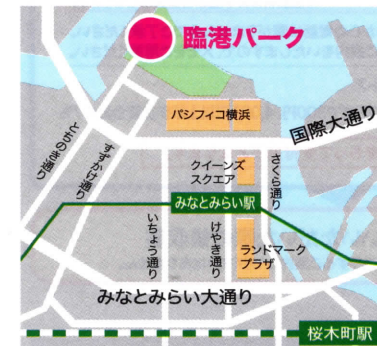 臨港パーク
パシフィコ横浜
国際大通り
とちのき通り
すずかけ通り
クイーンズ
スクエア
さくら通り
みなとみらい駅
いちょう通り
けやき通り
ランドマーク
プラザ
みなとみらい大通り
桜木町駅